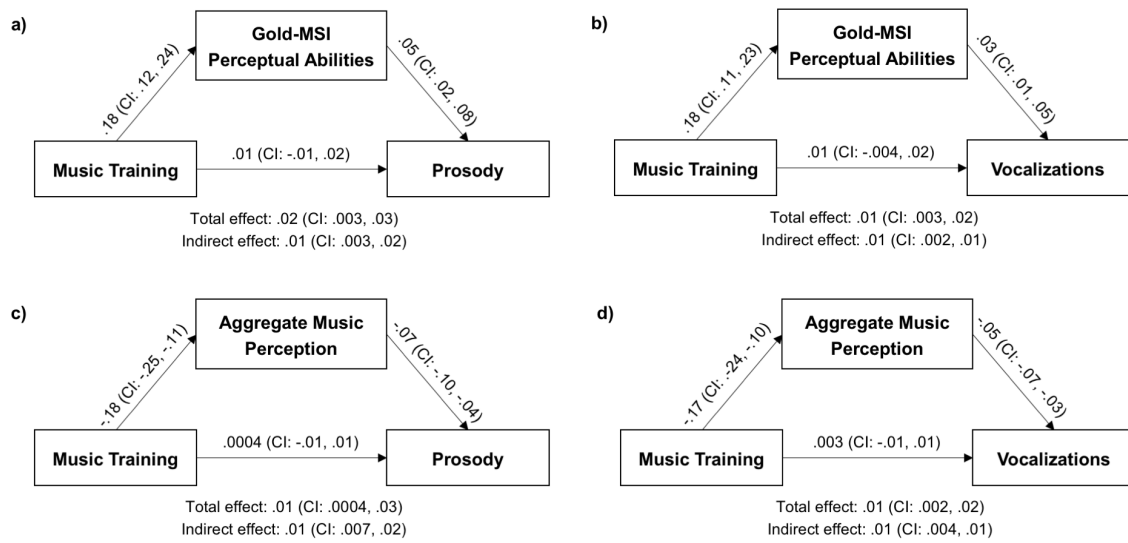 a)
Gold-MSI
Perceptual Abilities
.18 (CI: .12, .24)
.05 (CI: .02, .08)
Music Training
.01 (CI: -.01, .02)
Prosody
Total effect: .02 (CI: .003, .03)
Indirect effect: .01 (CI: .003, .02)
b)
Gold-MSI
Perceptual Abilities
.18 (CI: .11, .23)
.03 (CI: .01, .05)
Music Training
.01 (CI: -.004, .02)
Vocalizations
Total effect: .01 (CI: .003, .02)
Indirect effect: .01 (CI: .002, .01)
c)
Aggregate Music
Perception
-.18 (CI: -.25, -.11)
-.07 (CI: -.10, -.04)
Music Training
.0004 (CI: -.01, .01)
Prosody
Total effect: .01 (CI: .0004, .03)
Indirect effect: .01 (CI: .007, .02)
d)
Aggregate Music
Perception
-.17 (CI: -.24, -.10)
-.05 (CI: -.07, -.03)
Music Training
.003 (CI: -.01, .01)
Vocalizations
Total effect: .01 (CI: .002, .02)
Indirect effect: .01 (CI: .004, .01)